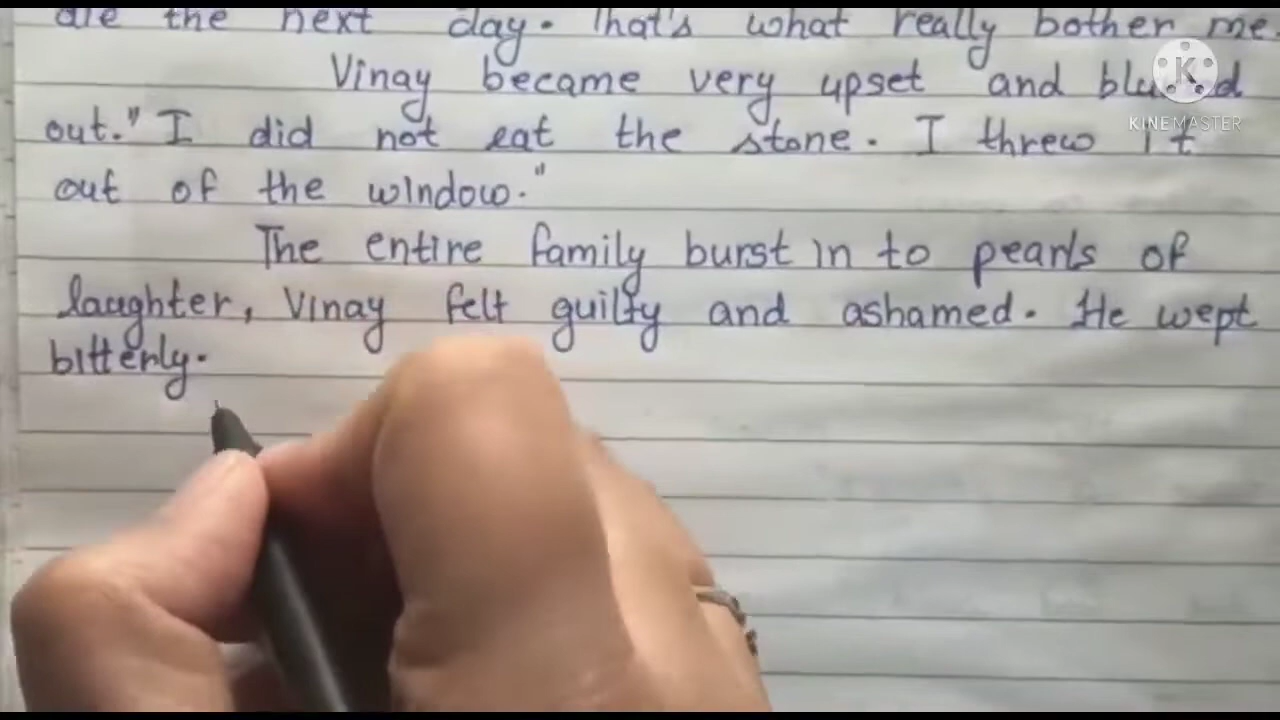 die the next day. That's what really bother me.
Vinay became very upset and
out." I did not eat the stone. I threw it
out of the window."
The entire family burst in to pearls of
laughter, Vinay felt guilty and ashamed. He wept
bitterly.
K
KINEMASTER